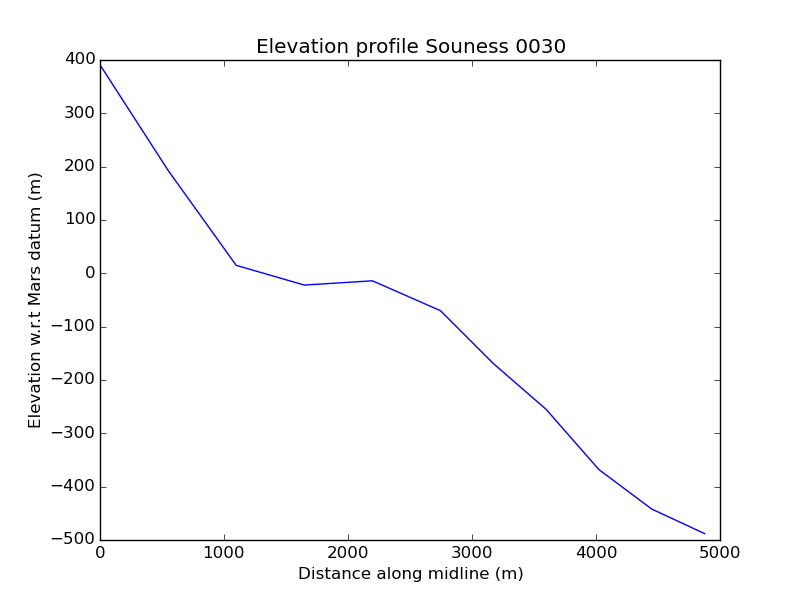 Elevation profile Souness 0030
400
300
200
100
0
−100
−200
−300
−400
−500
Elevation w.r.t Mars datum (m)
0 1000 2000 3000 4000 5000
Distance along midline (m)